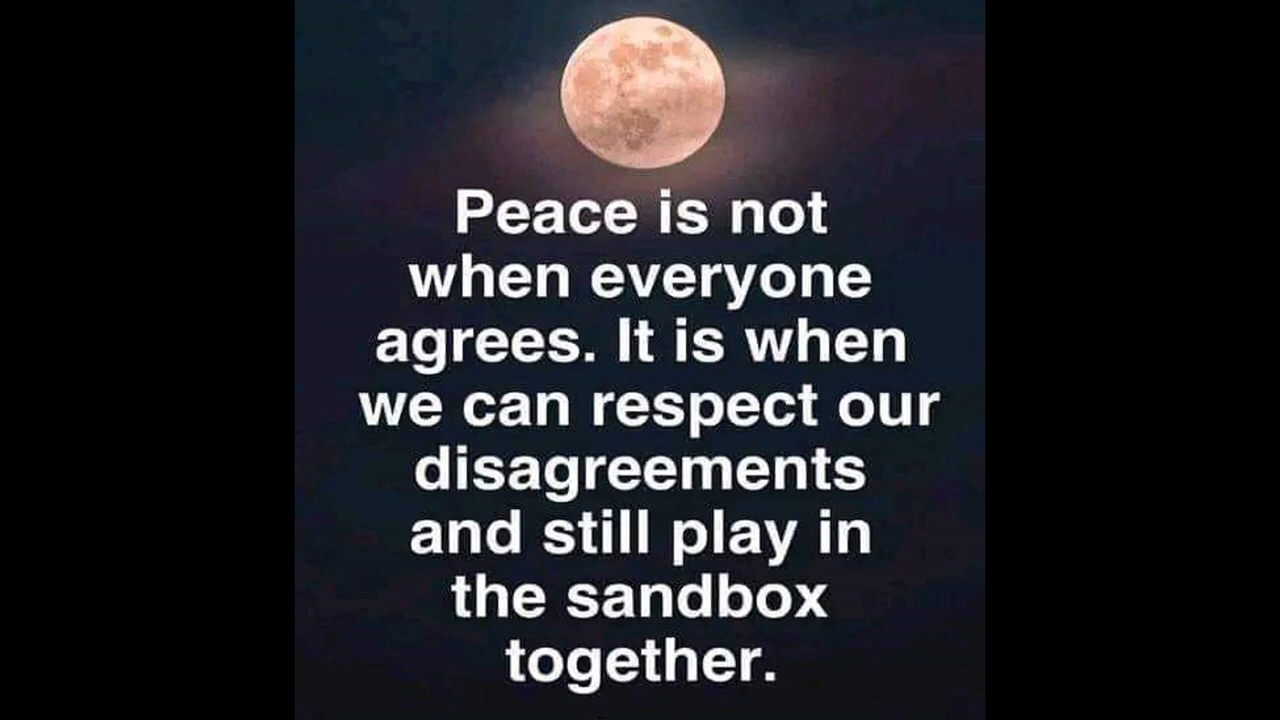 Peace is not
when everyone
agrees. It is when
we can respect our
disagreements
and still play in
the sandbox
together.